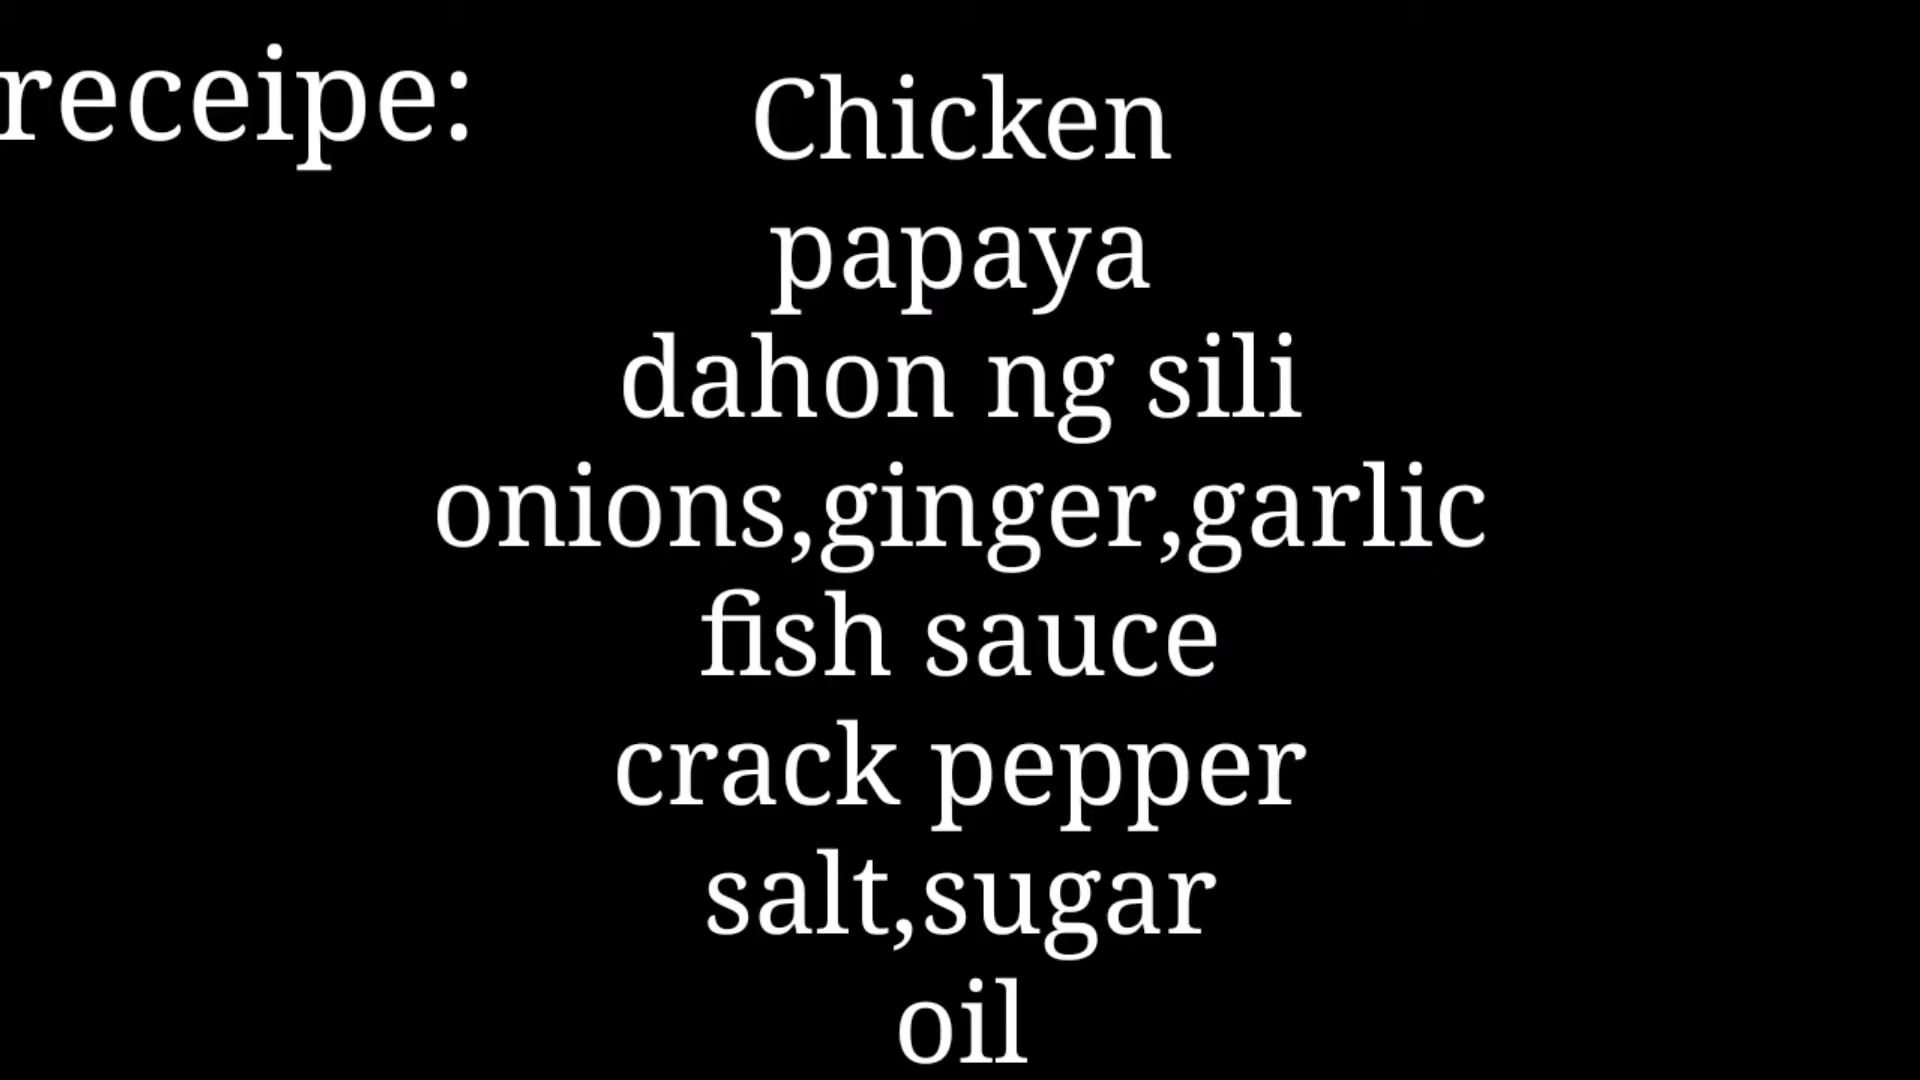 receipe:
Chicken
papaya
dahon ng sili
onions,ginger,garlic
fish sauce
crack pepper
salt,sugar
oil